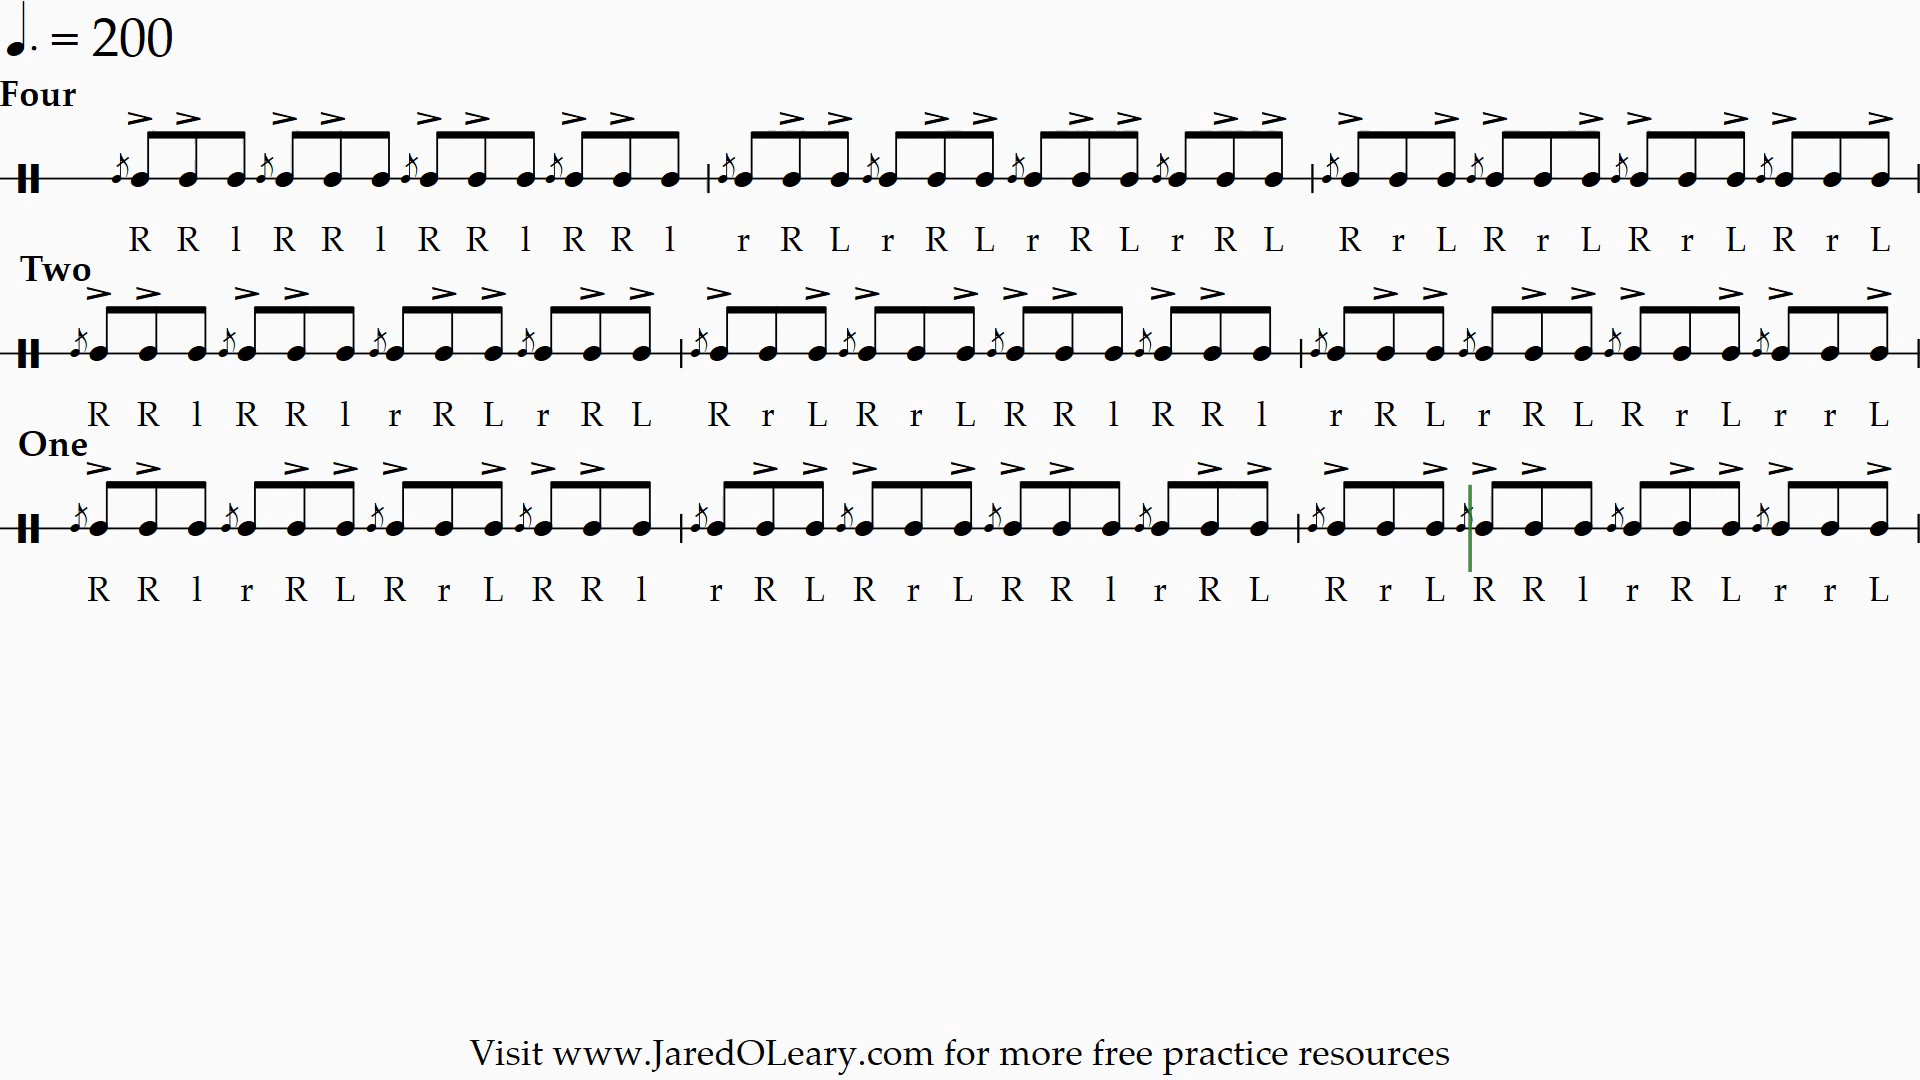 ♩. = 200
Four
R R l R R l R R l R R l r R L r R L r R L r R L R r L R r L R r L R r L
Two
R R l R R l r R L r R L R r L R r L R R l R R l r R L r R L R r L r r L
One
R R l r R L R r L R R l r R L R r L R R l r R L R r L R R l r R L r r L
Visit www.JaredOLeary.com for more free practice resources